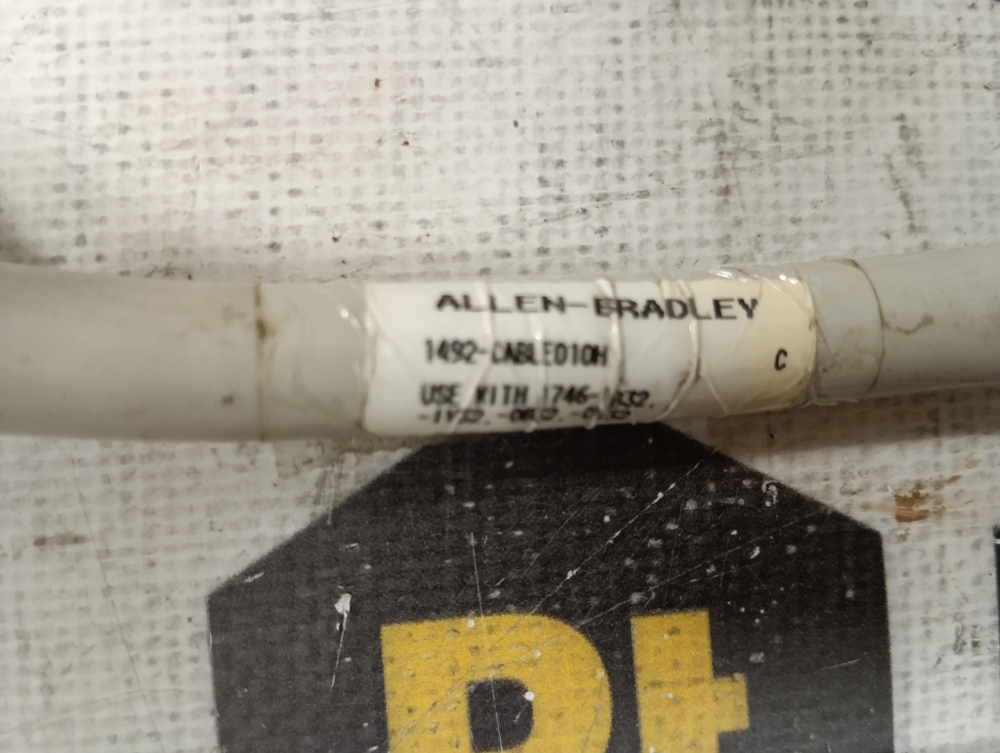 ALLEN-BRADLEY
1492-CABLE010H
C
USE WITH 1746-